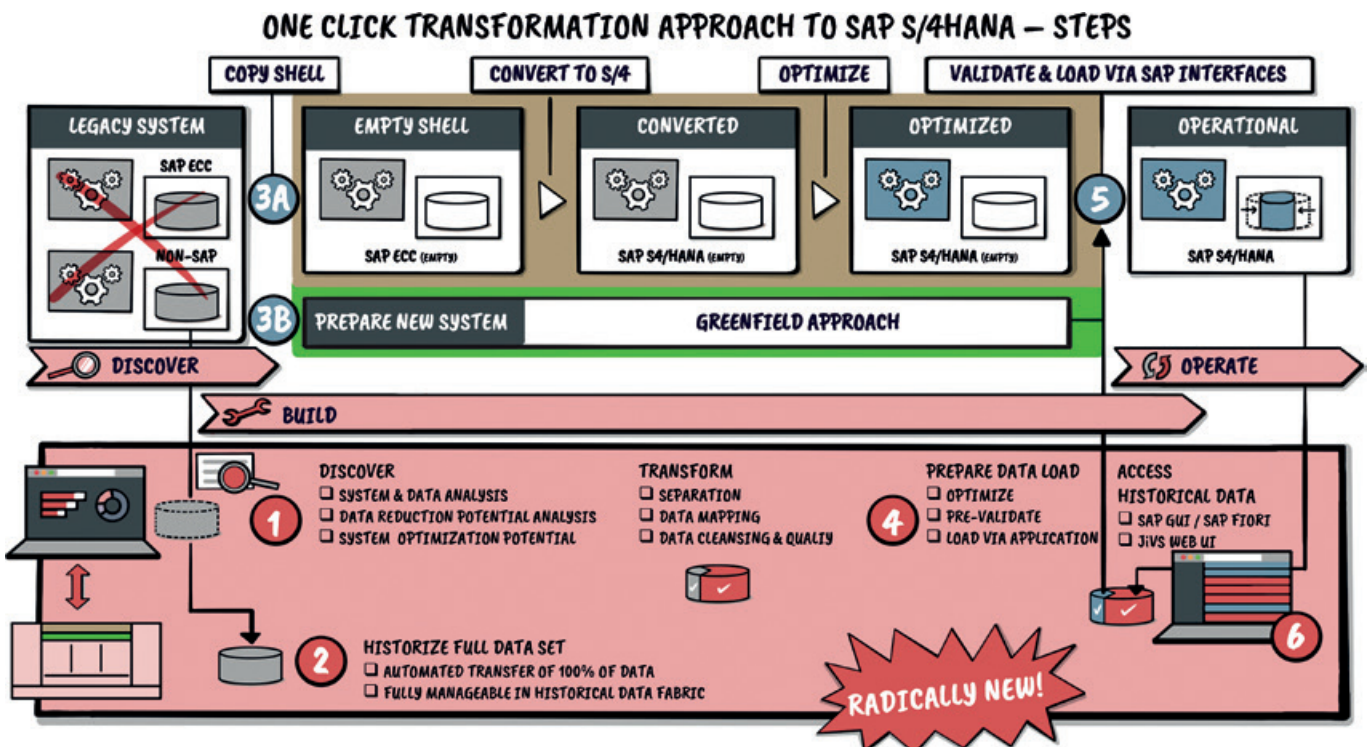 ONE CLICK TRANSFORMATION APPROACH TO SAP S/4HANA – STEPS
COPY SHELL
CONVERT TO S/4
OPTIMIZE
VALIDATE & LOAD VIA SAP INTERFACES
LEGACY SYSTEM
SAP ECC
NON-SAP
3A
EMPTY SHELL
SAP ECC (EMPTY)
CONVERTED
SAP S4/HANA (EMPTY)
OPTIMIZED
SAP S4/HANA (EMPTY)
5
OPERATIONAL
SAP S4/HANA
3B
PREPARE NEW SYSTEM
GREENFIELD APPROACH
DISCOVER
OPERATE
BUILD
1
DISCOVER
SYSTEM & DATA ANALYSIS
DATA REDUCTION POTENTIAL ANALYSIS
SYSTEM OPTIMIZATION POTENTIAL
TRANSFORM
SEPARATION
DATA MAPPING
DATA CLEANSING & QUALIY
4
PREPARE DATA LOAD
OPTIMIZE
PRE-VALIDATE
LOAD VIA APPLICATION
ACCESS
HISTORICAL DATA
SAP GUI / SAP FIORI
JiVS WEB UI
6
2
HISTORIZE FULL DATA SET
AUTOMATED TRANSFER OF 100% OF DATA
FULLY MANAGEABLE IN HISTORICAL DATA FABRIC
RADICALLY NEW!